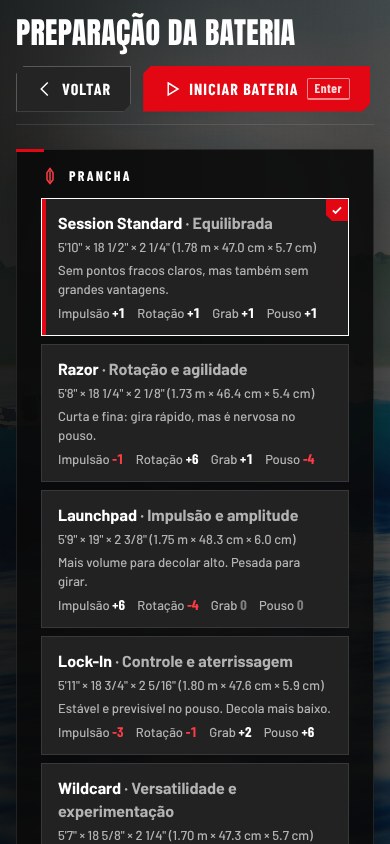 PREPARAÇÃO DA BATERIA
VOLTAR
INICIAR BATERIA Enter
PRANCHA
Session Standard · Equilibrada
5'10" × 18 1/2" × 2 1/4" (1.78 m × 47.0 cm × 5.7 cm)
Sem pontos fracos claros, mas também sem
grandes vantagens.
Impulsão +1 Rotação +1 Grab +1 Pouso +1
Razor · Rotação e agilidade
5'8" × 18 1/4" × 2 1/8" (1.73 m × 46.4 cm × 5.4 cm)
Curta e fina: gira rápido, mas é nervosa no
pouso.
Impulsão -1 Rotação +6 Grab +1 Pouso -4
Launchpad · Impulsão e amplitude
5'9" × 19" × 2 3/8" (1.75 m × 48.3 cm × 6.0 cm)
Mais volume para decolar alto. Pesada para
girar.
Impulsão +6 Rotação -4 Grab 0 Pouso 0
Lock-In · Controle e aterrissagem
5'11" × 18 3/4" × 2 5/16" (1.80 m × 47.6 cm × 5.9 cm)
Estável e previsível no pouso. Decola mais baixo.
Impulsão -3 Rotação -1 Grab +2 Pouso +6
Wildcard · Versatilidade e
experimentação
5'7" × 18 5/8" × 2 1/4" (1.70 m × 47.3 cm × 5.7 cm)